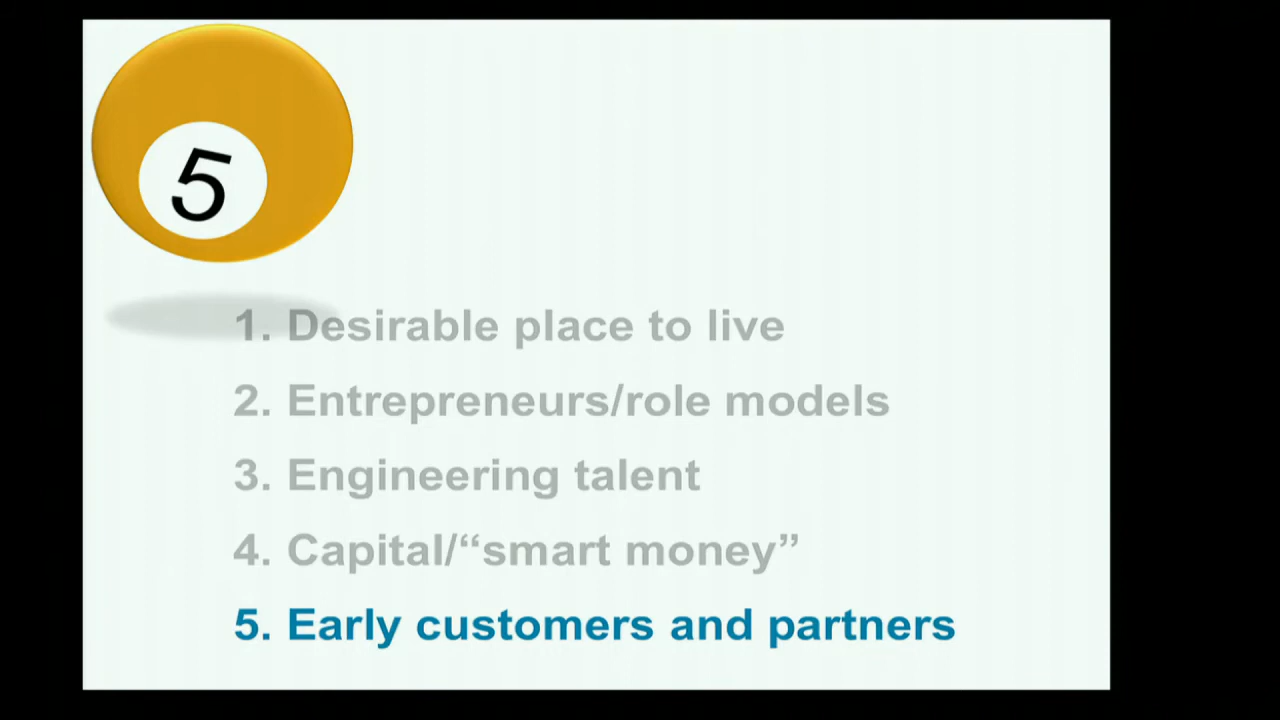 5
1. Desirable place to live
2. Entrepreneurs/role models
3. Engineering talent
4. Capital/“smart money”
5. Early customers and partners